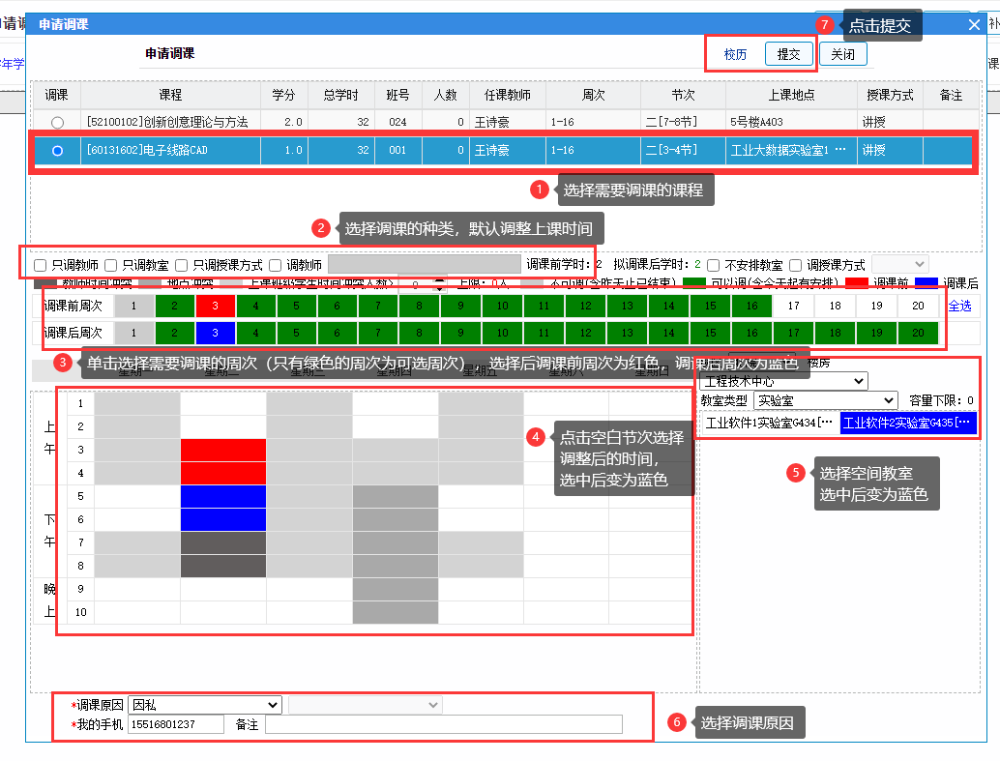 申请调课
申请调课
校历 提交 关闭
7 点击提交
调课 课程 学分 总学时 班号 人数 任课教师 周次 节次 上课地点 授课方式 备注
[52100102]创新创意理论与方法 2.0 32 024 0 王诗豪 1-16 二[7-8节] 5号楼A403 讲授
[60131602]电子线路CAD 1.0 32 001 0 王诗豪 1-16 二[3-4节] 工业大数据实验室1 … 讲授
1 选择需要调课的课程
2 选择调课的种类，默认调整上课时间
只调教师 只调教室 只调授课方式 调教师 调课前学时: 2 拟调课后学时: 2 不安排教室 调授课方式
教师时间冲突 地点冲突 上课班级学生时间冲突人数> 0 上限: 0人 不可调(含昨天止已结束) 可以调(含今天起有安排) 调课前 调课后
调课前周次 1 2 3 4 5 6 7 8 9 10 11 12 13 14 15 16 17 18 19 20 全选
调课后周次 1 2 3 4 5 6 7 8 9 10 11 12 13 14 15 16 17 18 19 20
3 单击选择需要调课的周次（只有绿色的周次为可选周次），选择后调课前周次为红色，调课后周次为蓝色
星期一 星期二 星期三 星期四 星期五 星期六 星期日
楼房
工程技术中心
教室类型 实验室 容量下限: 0
工业软件1实验室G434[… 工业软件2实验室G435[…
上午
1
2
3
4
下午
5
6
7
8
晚上
9
10
4 点击空白节次选择
调整后的时间，
选中后变为蓝色
5 选择空间教室
选中后变为蓝色
*调课原因 因私
*我的手机 15516801237 备注
6 选择调课原因